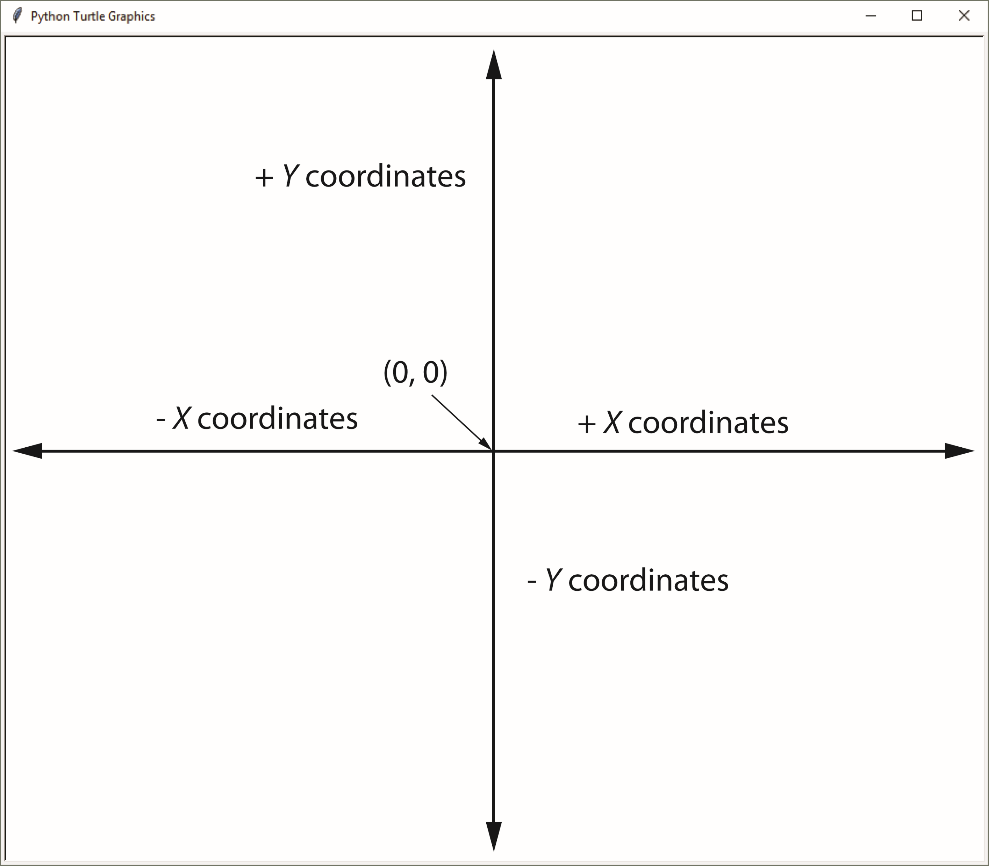 Python Turtle Graphics
+ Y coordinates
(0, 0)
- X coordinates
+ X coordinates
- Y coordinates